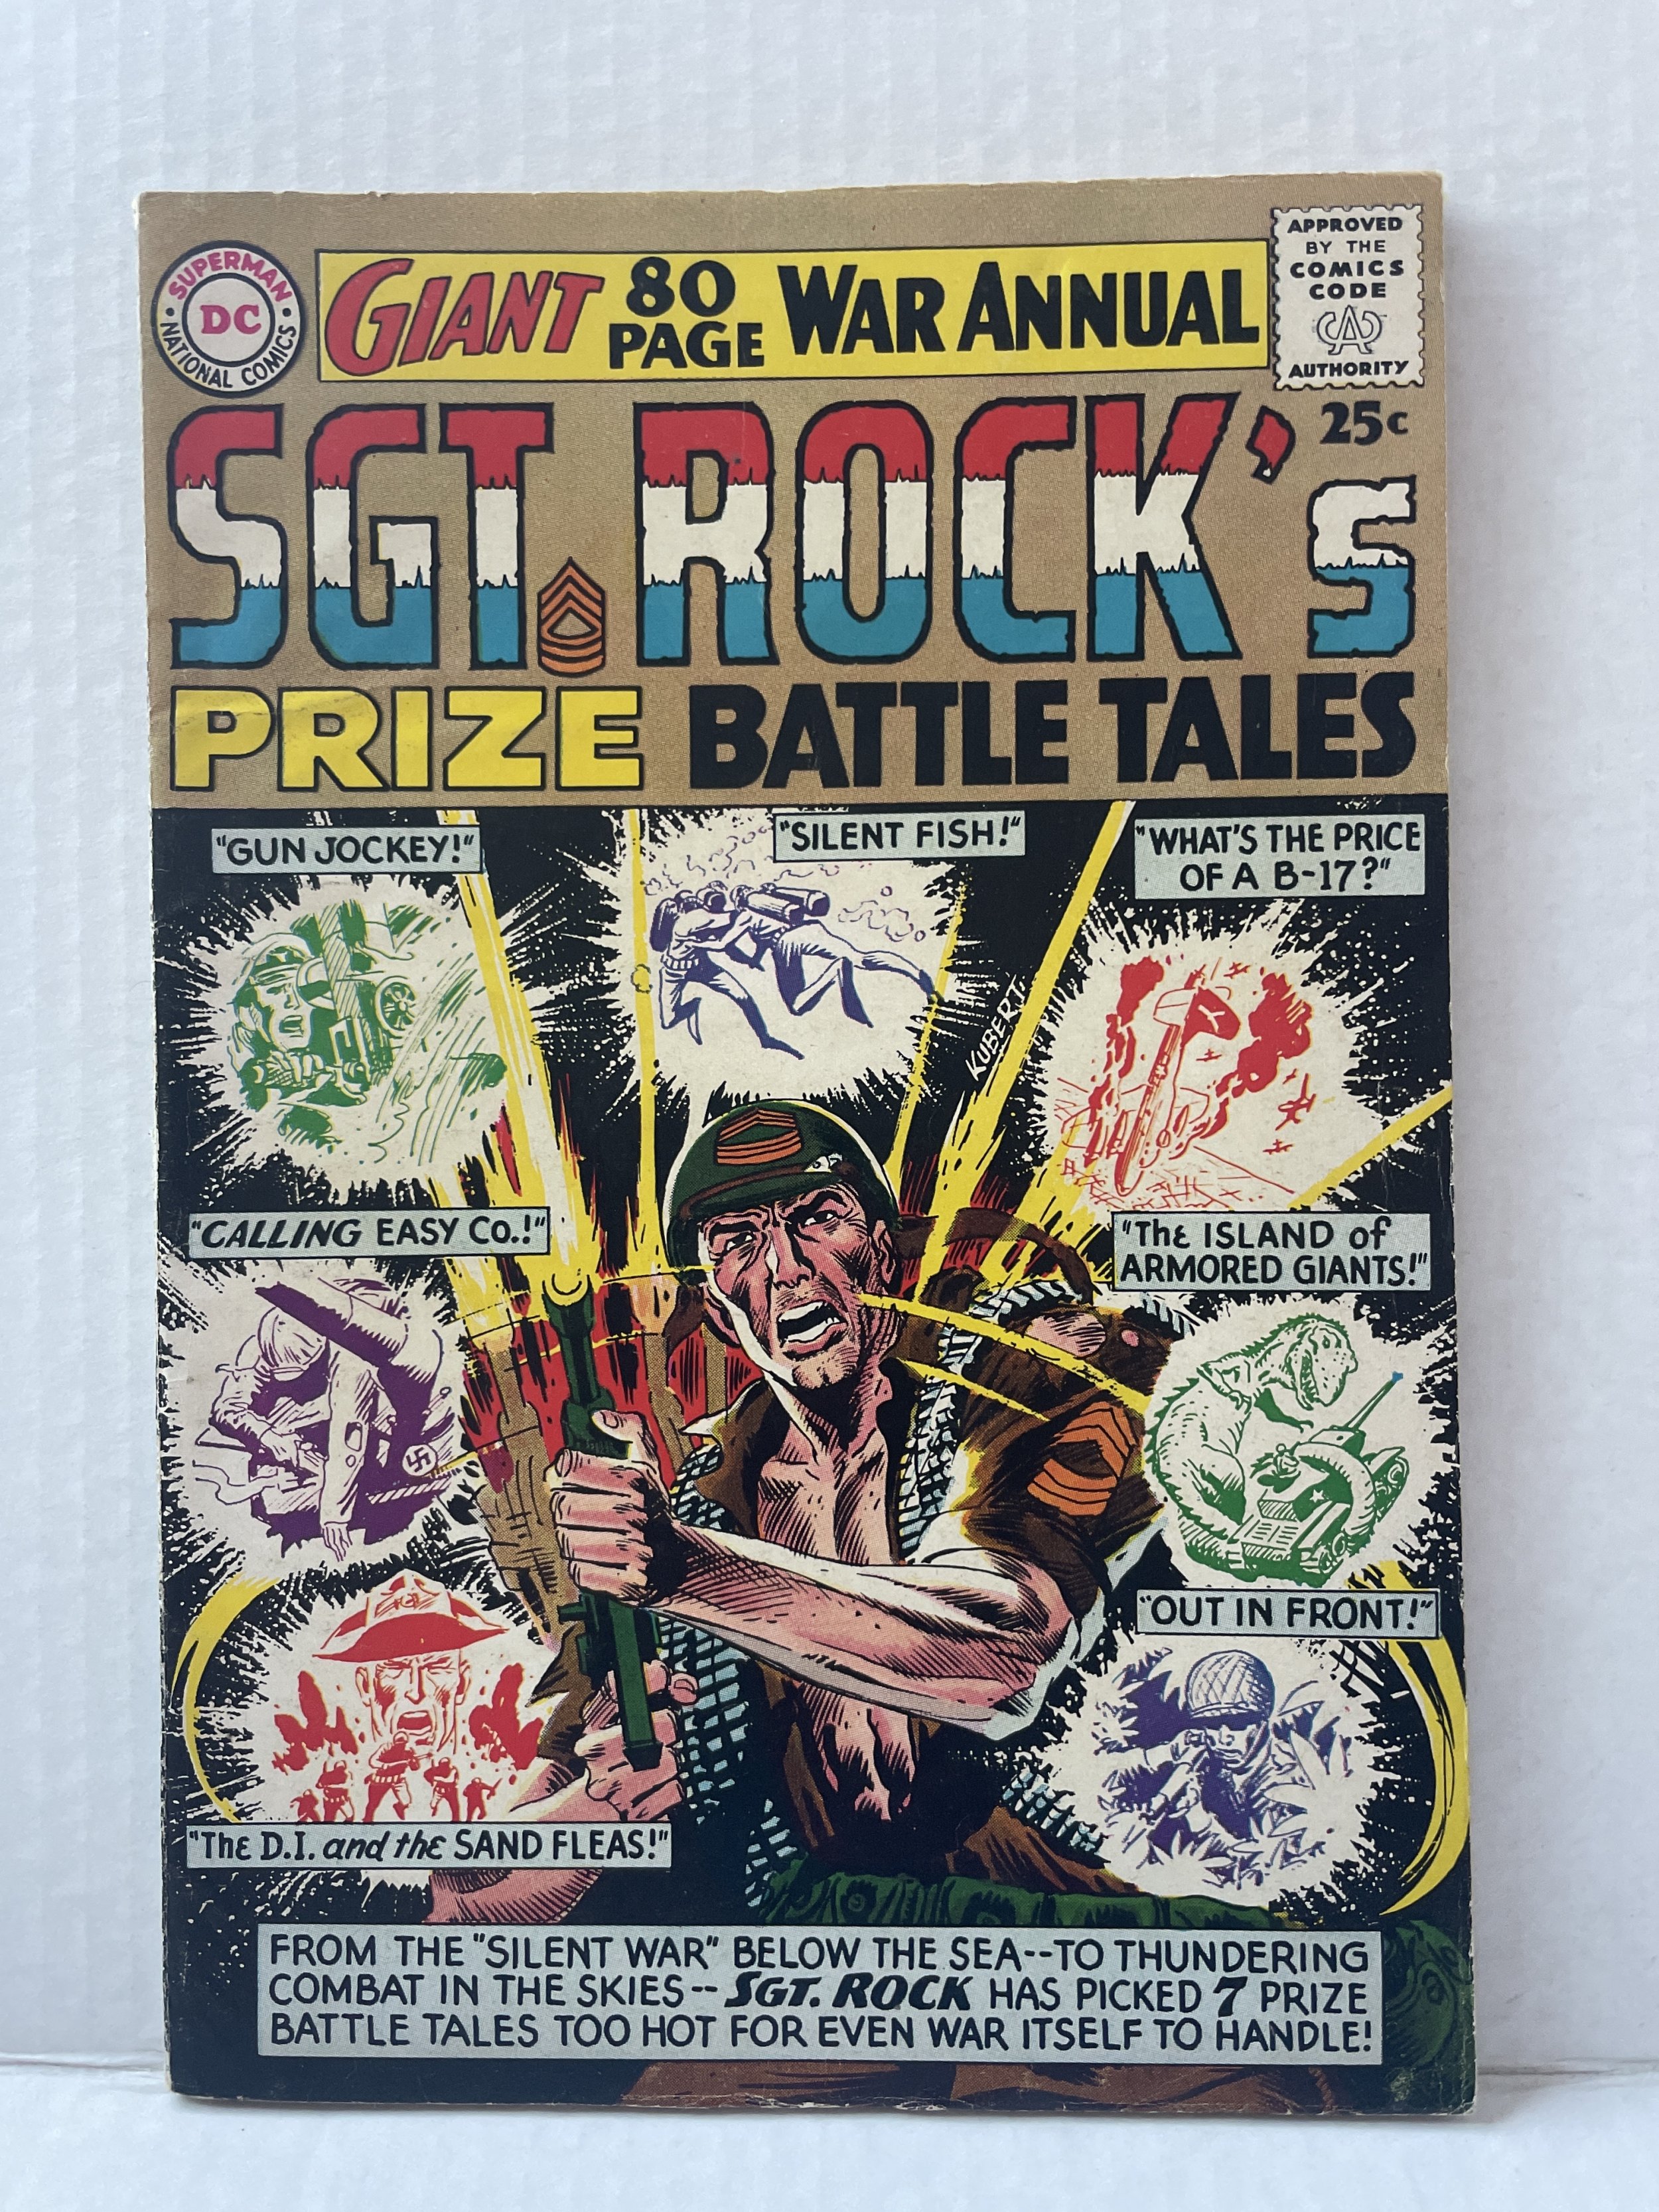 SUPERMAN
DC
NATIONAL COMICS
GIANT 80 PAGE WAR ANNUAL
APPROVED
BY THE
COMICS
CODE
CA
AUTHORITY
25c
SGT. ROCK's
PRIZE BATTLE TALES
"GUN JOCKEY!"
"SILENT FISH!"
"WHAT'S THE PRICE
OF A B-17?"
KUBERT
"CALLING EASY Co.!"
"The ISLAND of
ARMORED GIANTS!"
"OUT IN FRONT!"
"The D.I. and the SAND FLEAS!"
FROM THE "SILENT WAR" BELOW THE SEA--TO THUNDERING
COMBAT IN THE SKIES--SGT. ROCK HAS PICKED 7 PRIZE
BATTLE TALES TOO HOT FOR EVEN WAR ITSELF TO HANDLE!